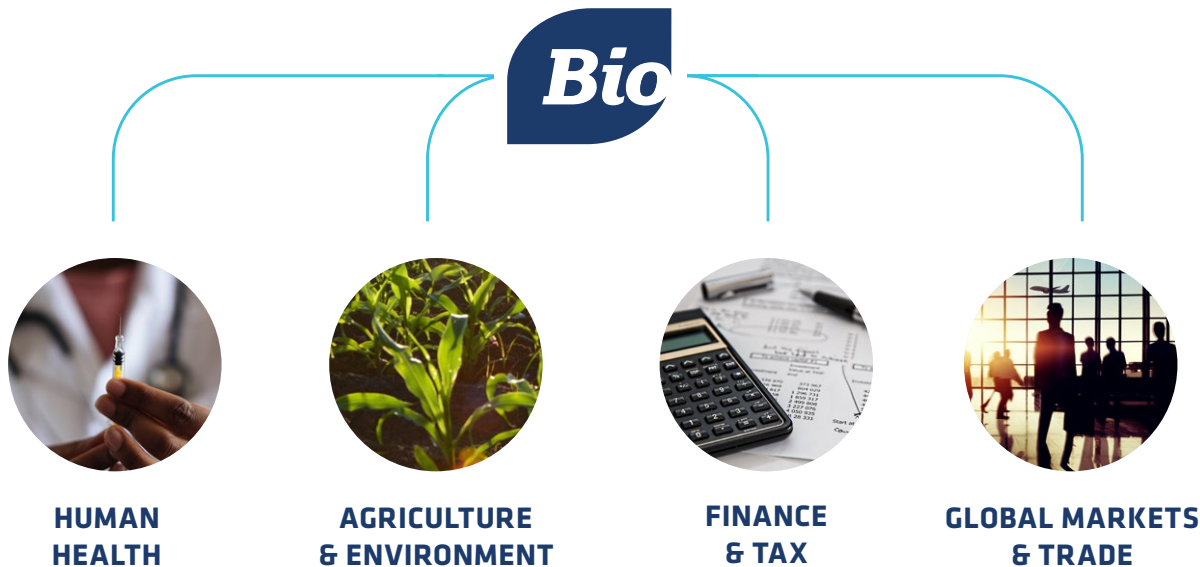 Bio
HUMAN
HEALTH
AGRICULTURE
& ENVIRONMENT
FINANCE
& TAX
GLOBAL MARKETS
& TRADE